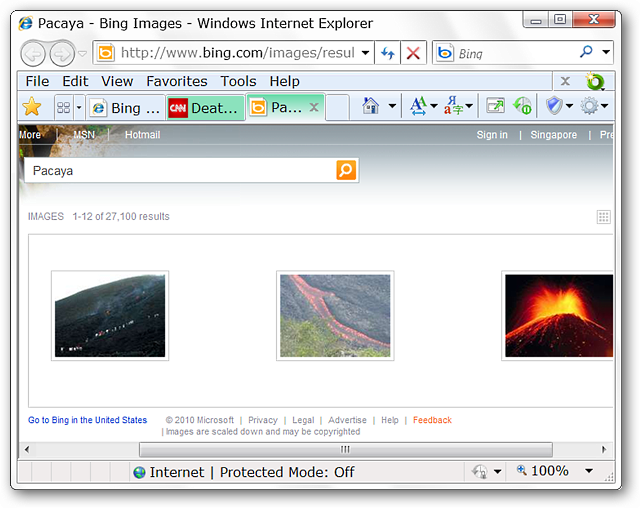 Pacaya - Bing Images - Windows Internet Explorer
http://www.bing.com/images/resul
Bing
File Edit View Favorites Tools Help
x
Bing ... CNN Deat... Pa... x
More | MSN | Hotmail Sign in | Singapore | Pre
Pacaya
IMAGES 1-12 of 27,100 results
Go to Bing in the United States © 2010 Microsoft | Privacy | Legal | Advertise | Help | Feedback
| Images are scaled down and may be copyrighted
Internet | Protected Mode: Off 100%